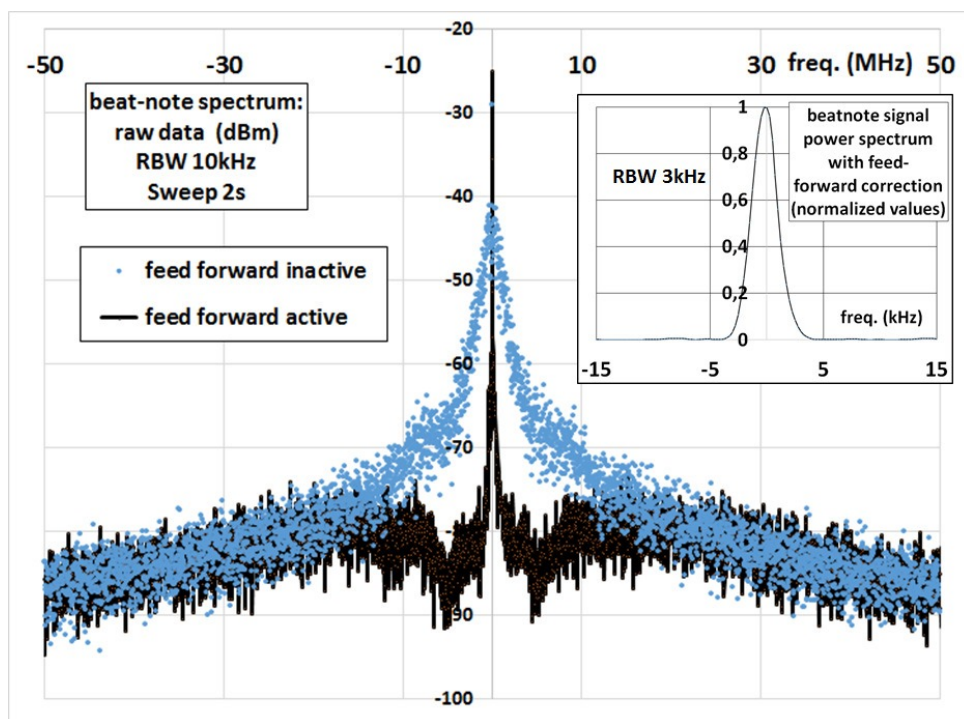 -20
-50 -30 -10 10 30 freq. (MHz) 50
beat-note spectrum:
raw data (dBm)
RBW 10kHz
Sweep 2s
feed forward inactive
feed forward active
-30
-40
-50
-60
-70
-90
-100
beatnote signal
power spectrum
with feed-
forward correction
(normalized values)
RBW 3kHz
1
0,8
0,6
0,4
0,2
0
freq. (kHz)
-15 -5 5 15